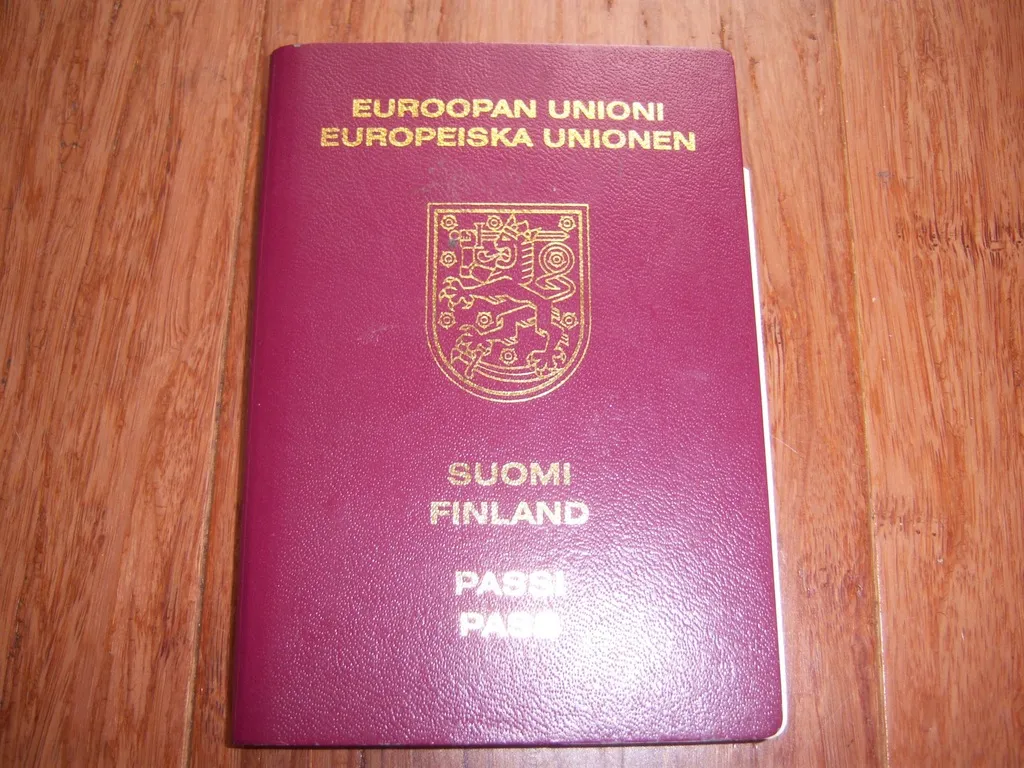 EUROOPAN UNIONI
EUROPEISKA UNIONEN
SUOMI
FINLAND
PASSI
PASS